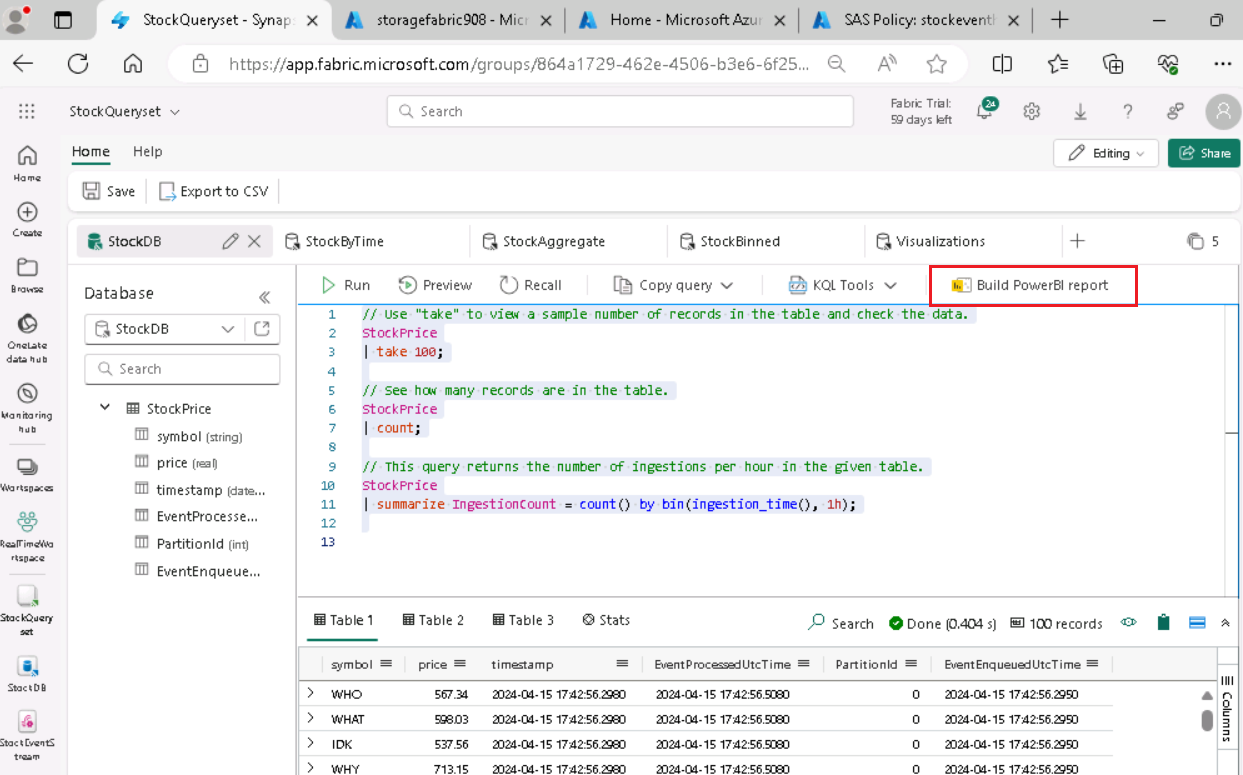 StockQueryset - Synaps
storagefabric908 - Micr
Home - Microsoft Azur
SAS Policy: stockeventh
https://app.fabric.microsoft.com/groups/864a1729-462e-4506-b3e6-6f25...
StockQueryset
Search
Fabric Trial:
59 days left
24
?
Home
Help
Editing
Share
Save
Export to CSV
Home
Create
Browse
OneLake
data hub
Monitoring
hub
Workspaces
RealTimeWo
rkspace
StockQuery
set
StockDB
StockEventS
tream
StockDB
StockByTime
StockAggregate
StockBinned
Visualizations
5
Database
StockDB
Search
StockPrice
symbol (string)
price (real)
timestamp (date...
EventProcesse...
PartitionId (int)
EventEnqueue...
Run
Preview
Recall
Copy query
KQL Tools
Build PowerBI report
1 // Use "take" to view a sample number of records in the table and check the data.
2 StockPrice
3 | take 100;
4
5 // See how many records are in the table.
6 StockPrice
7 | count;
8
9 // This query returns the number of ingestions per hour in the given table.
10 StockPrice
11 | summarize IngestionCount = count() by bin(ingestion_time(), 1h);
12
13
Table 1
Table 2
Table 3
Stats
Search
Done (0.404 s)
100 records
symbol price timestamp EventProcessedUtcTime PartitionId EventEnqueuedUtcTime
WHO 567.34 2024-04-15 17:42:56.2980 2024-04-15 17:42:56.5080 0 2024-04-15 17:42:56.2950
WHAT 598.03 2024-04-15 17:42:56.2980 2024-04-15 17:42:56.5080 0 2024-04-15 17:42:56.2950
IDK 537.56 2024-04-15 17:42:56.2980 2024-04-15 17:42:56.5080 0 2024-04-15 17:42:56.2950
WHY 713.15 2024-04-15 17:42:56.2980 2024-04-15 17:42:56.5080 0 2024-04-15 17:42:56.2950
Columns